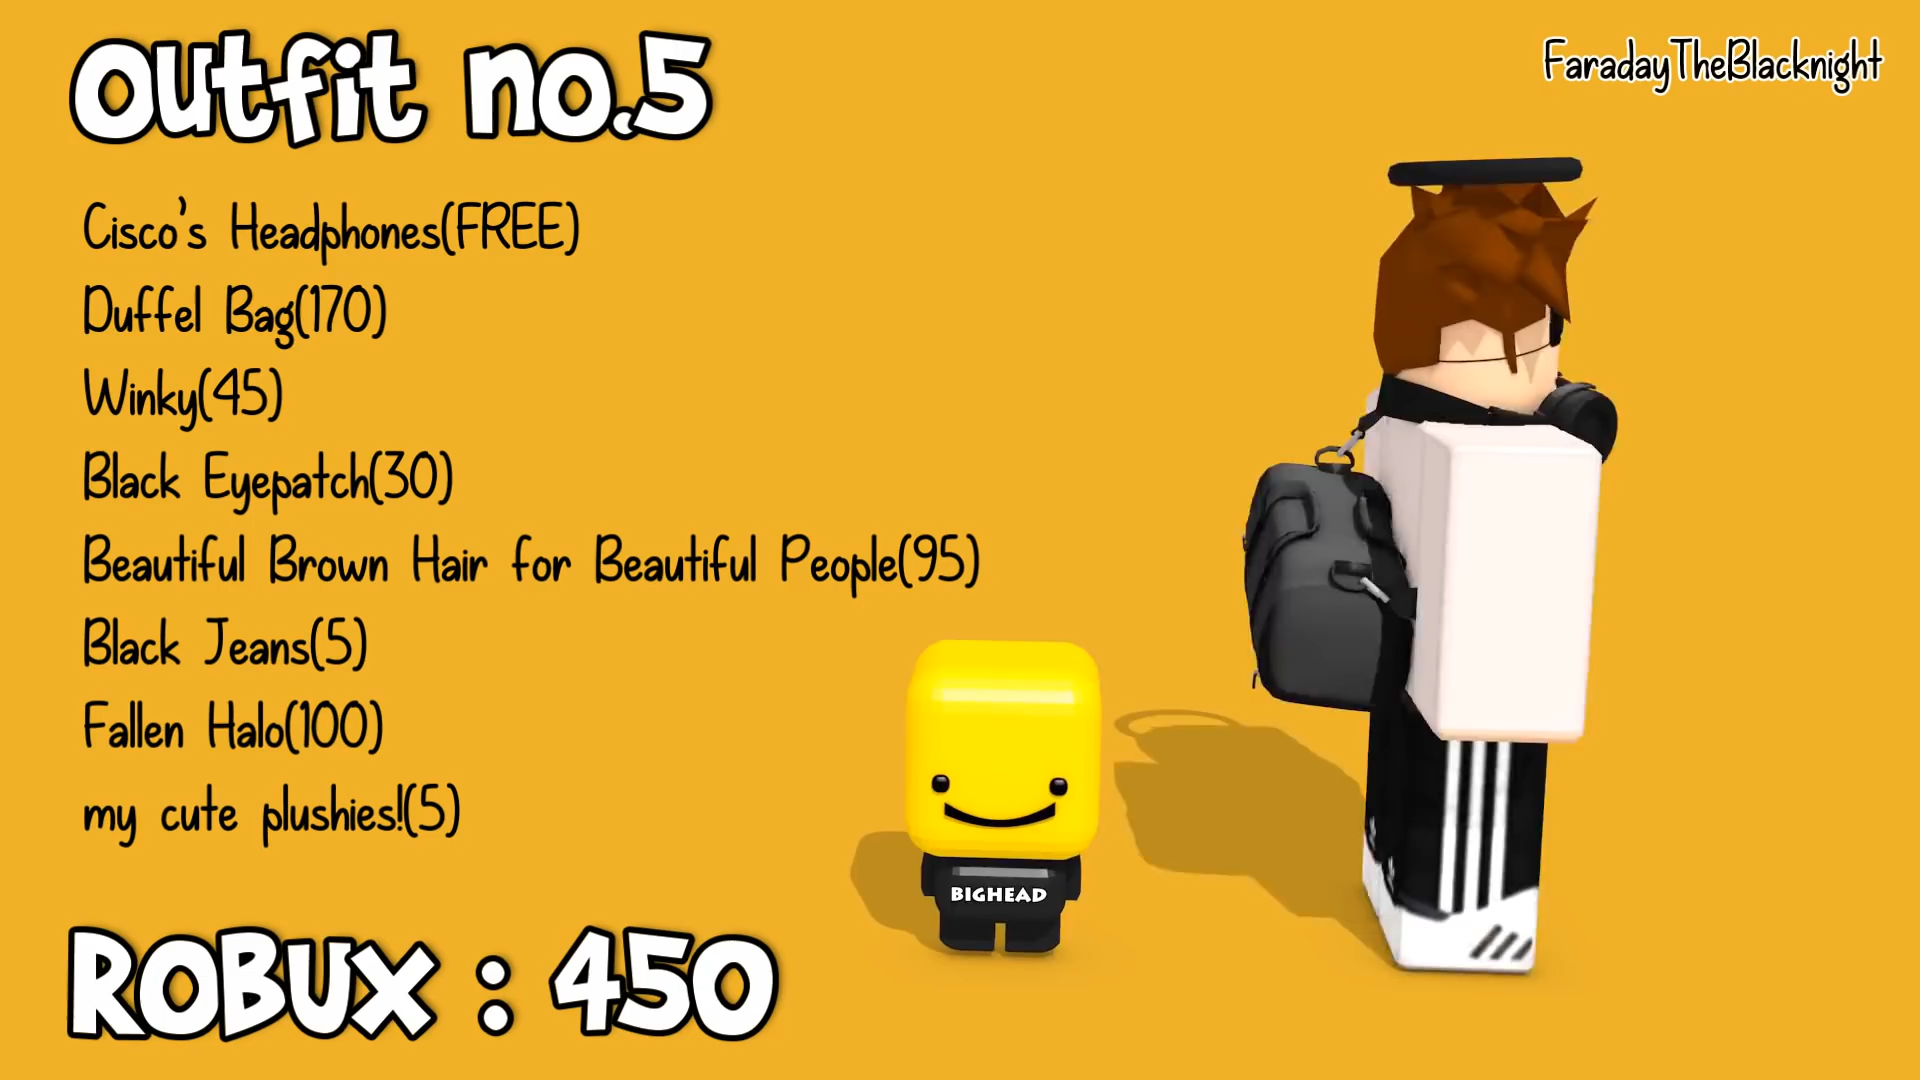 Outfit no.5
FaradayTheBlacknight
Cisco's Headphones(FREE)
Duffel Bag(170)
Winky(45)
Black Eyepatch(30)
Beautiful Brown Hair for Beautiful People(95)
Black Jeans(5)
Fallen Halo(100)
my cute plushies!(5)
BIGHEAD
ROBUX : 450